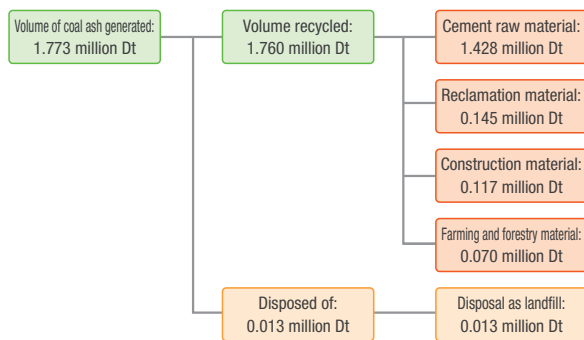 Volume of coal ash generated:
1.773 million Dt
Volume recycled:
1.760 million Dt
Cement raw material:
1.428 million Dt
Reclamation material:
0.145 million Dt
Construction material:
0.117 million Dt
Farming and forestry material:
0.070 million Dt
Disposed of:
0.013 million Dt
Disposal as landfill:
0.013 million Dt